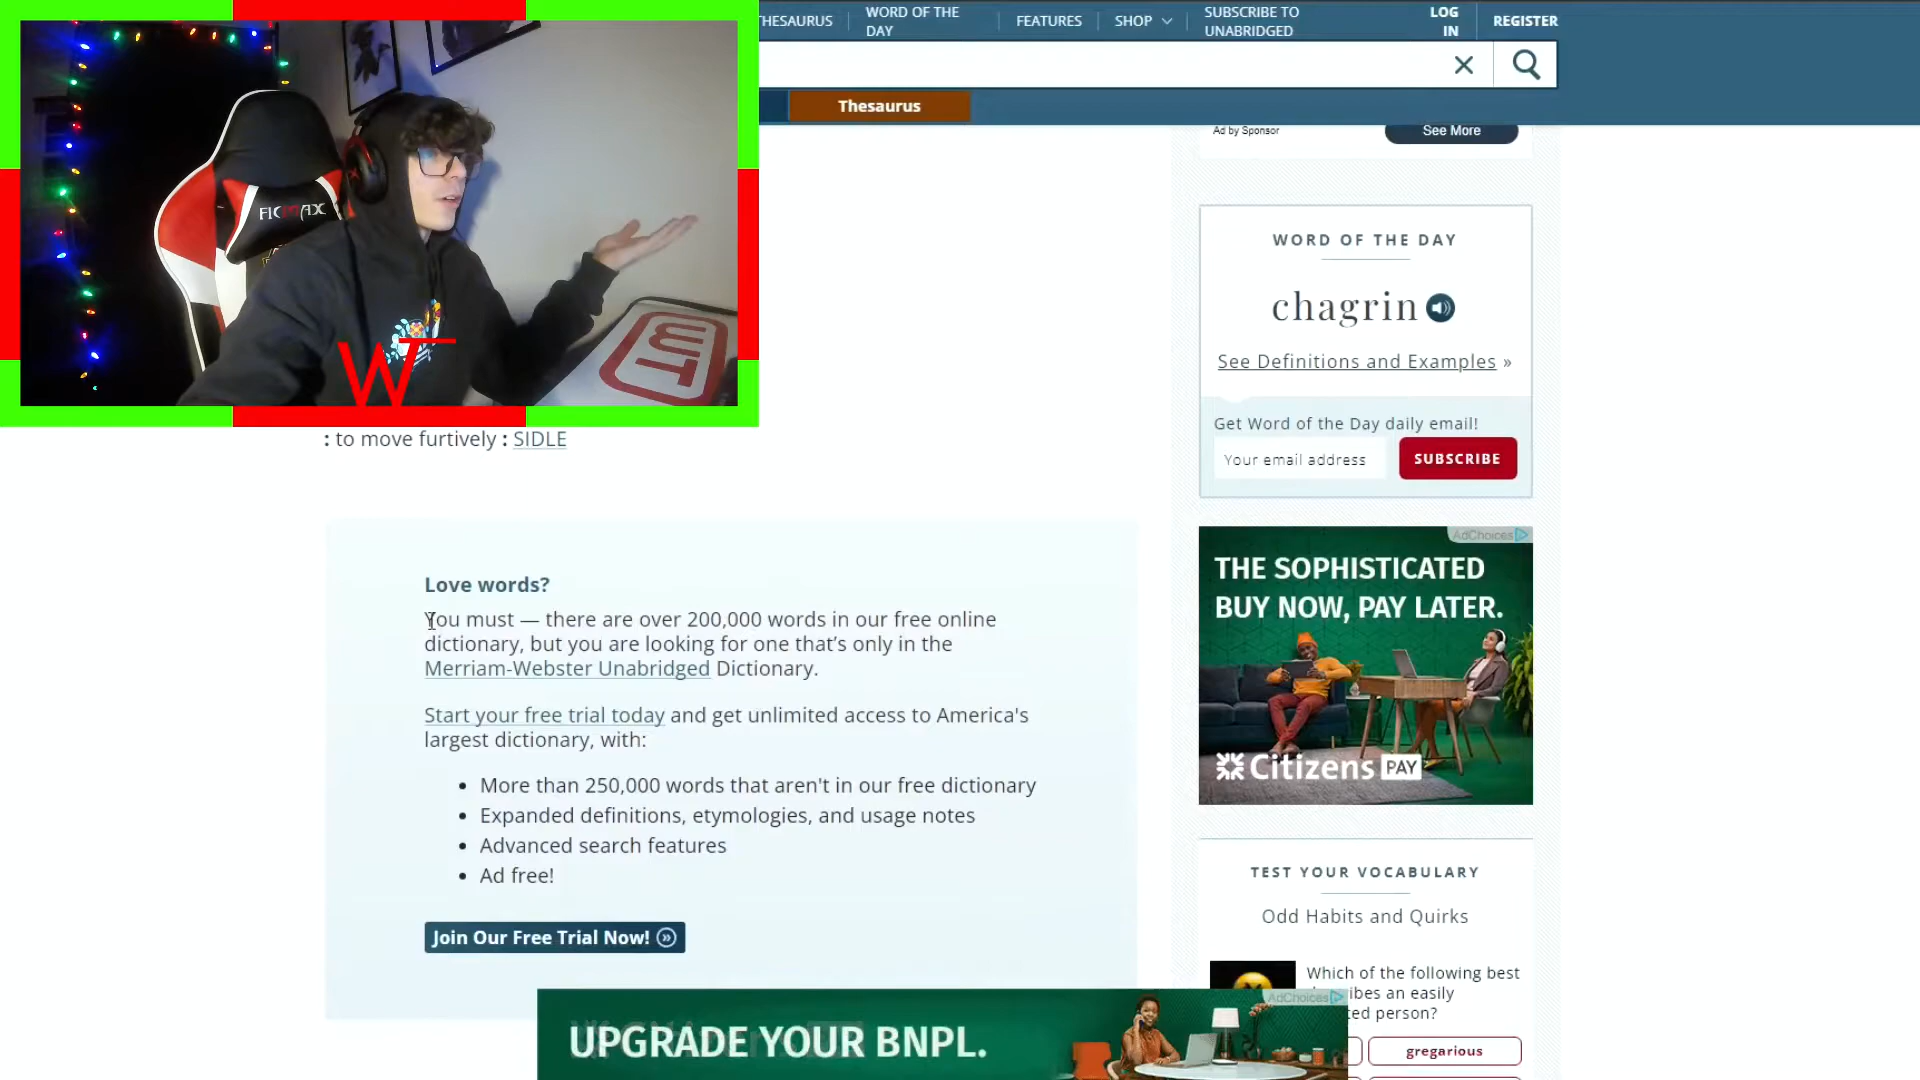 THESAURUS
WORD OF THE DAY
FEATURES
SHOP
SUBSCRIBE TO UNABRIDGED
LOG IN
REGISTER
Thesaurus
FICMAX
W
Ad by Sponsor
See More
: to move furtively : SIDLE
Love words?
You must — there are over 200,000 words in our free online
dictionary, but you are looking for one that's only in the
Merriam-Webster Unabridged Dictionary.
Start your free trial today and get unlimited access to America's
largest dictionary, with:
• More than 250,000 words that aren't in our free dictionary
• Expanded definitions, etymologies, and usage notes
• Advanced search features
• Ad free!
Join Our Free Trial Now!
WORD OF THE DAY
chagrin
See Definitions and Examples »
Get Word of the Day daily email!
Your email address
SUBSCRIBE
AdChoices
THE SOPHISTICATED
BUY NOW, PAY LATER.
Citizens PAY
TEST YOUR VOCABULARY
Odd Habits and Quirks
Which of the following best
ibes an easily
ted person?
gregarious
AdChoices
UPGRADE YOUR BNPL.